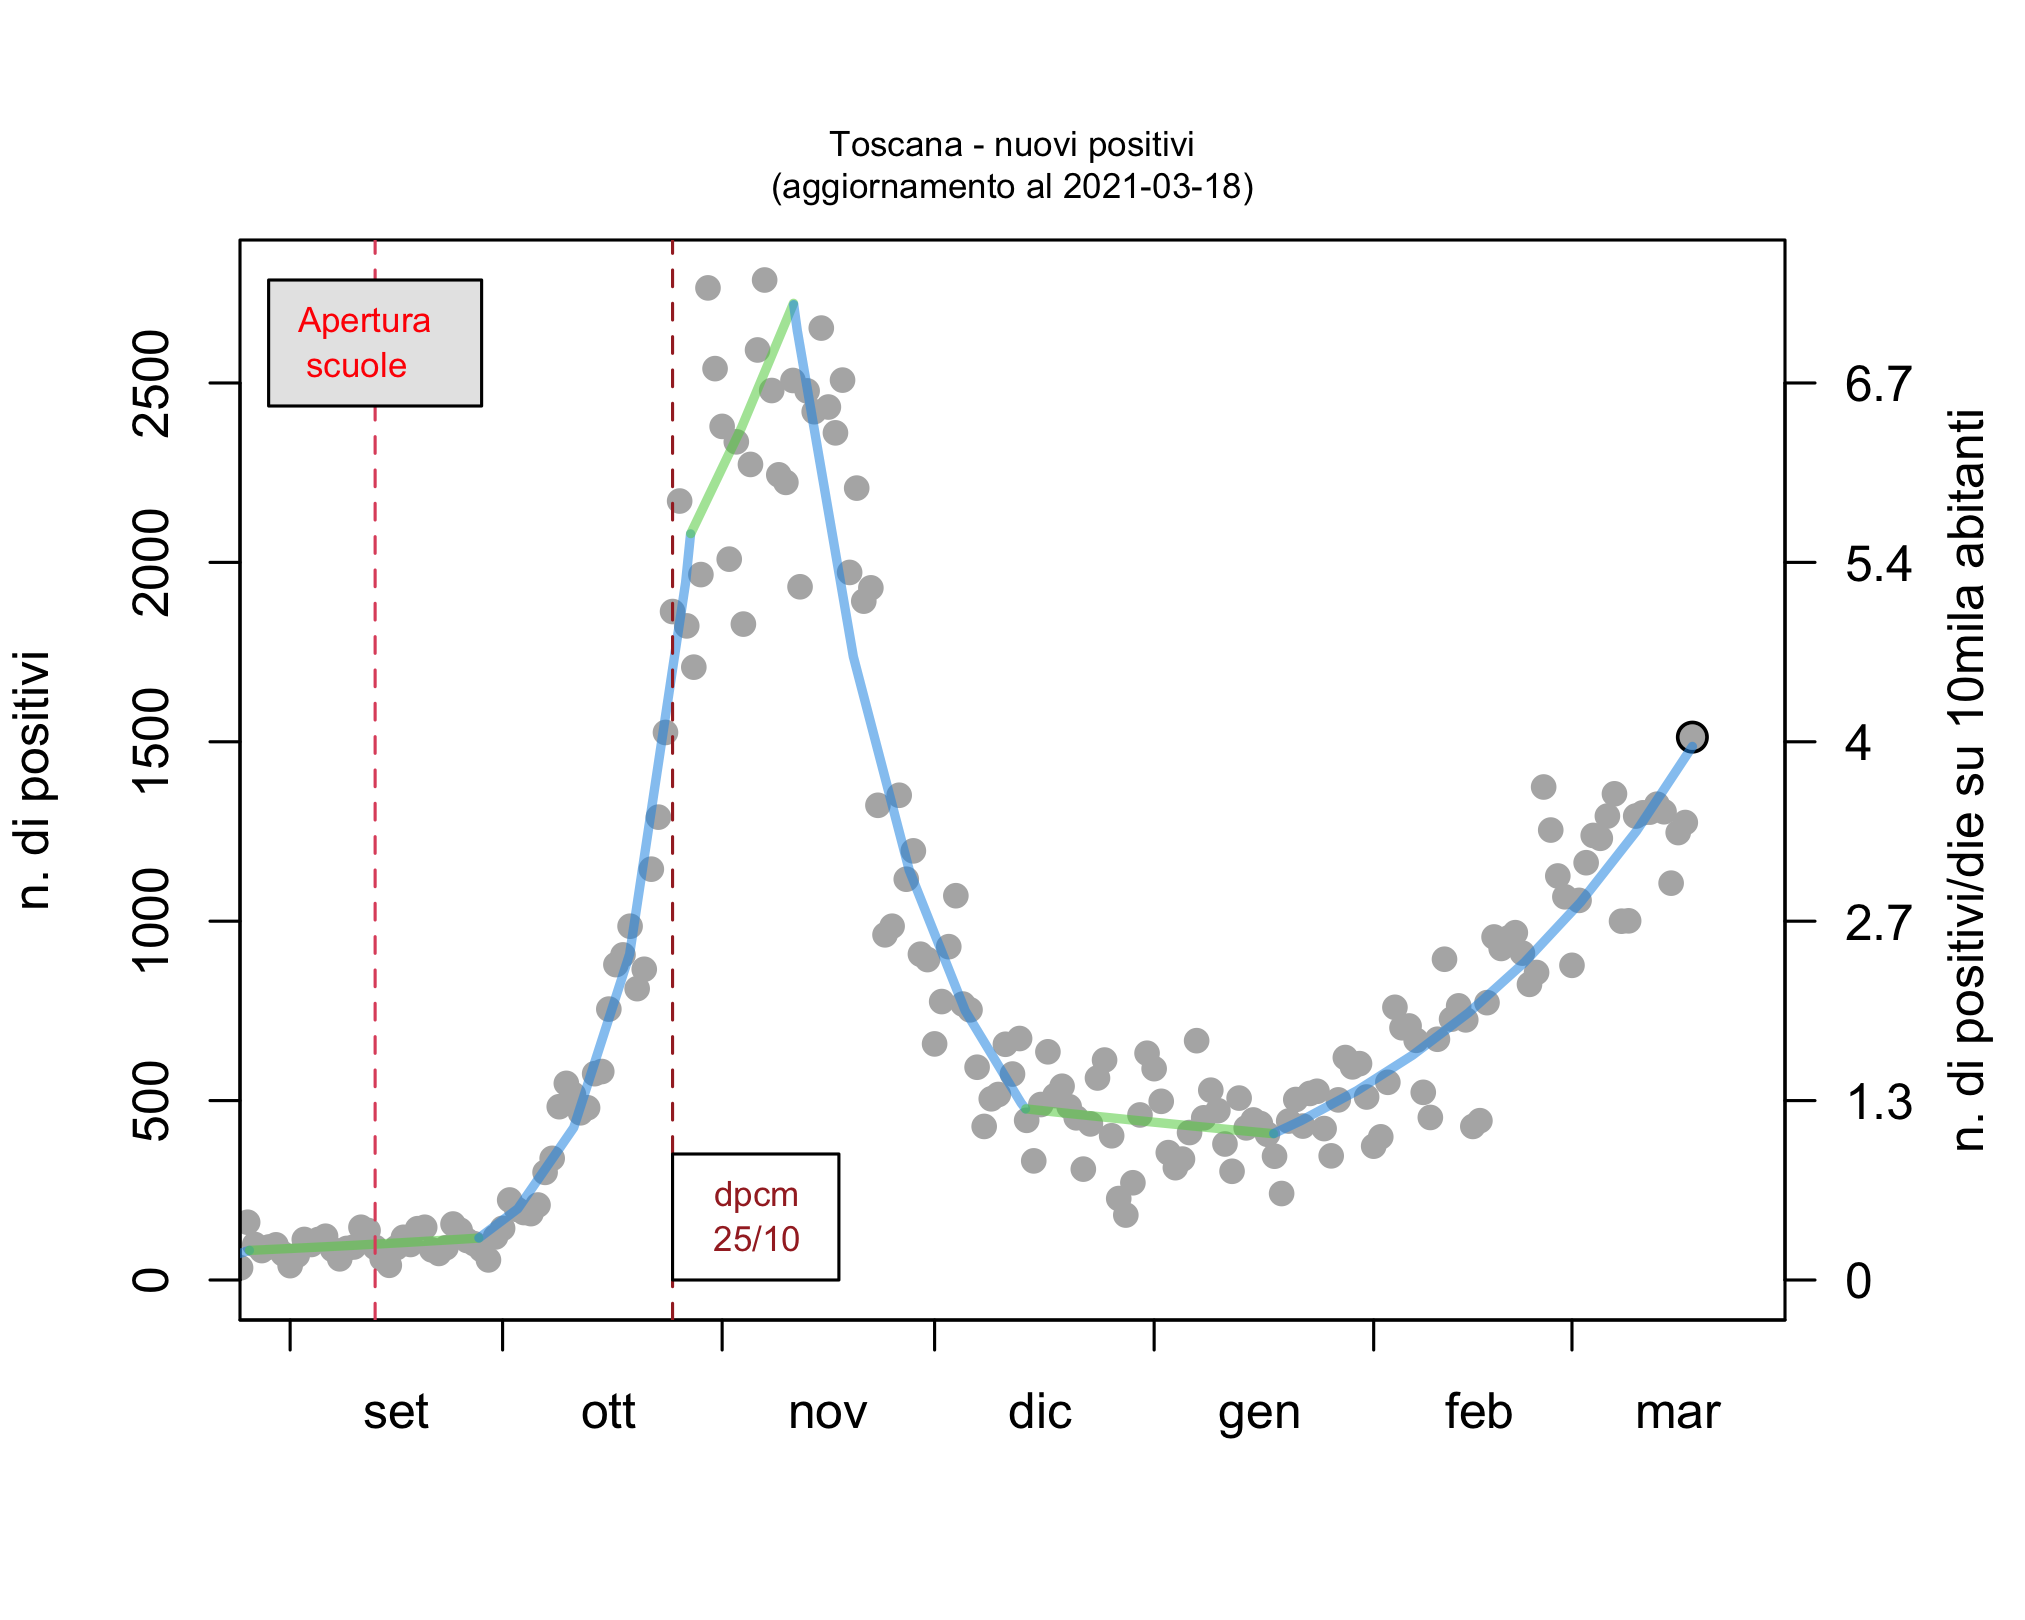 Toscana - nuovi positivi
(aggiornamento al 2021-03-18)
Apertura
scuole
dpcm
25/10
n. di positivi
0
500
1000
1500
2000
2500
n. di positivi/die su 10mila abitanti
0
1.3
2.7
4
5.4
6.7
set
ott
nov
dic
gen
feb
mar